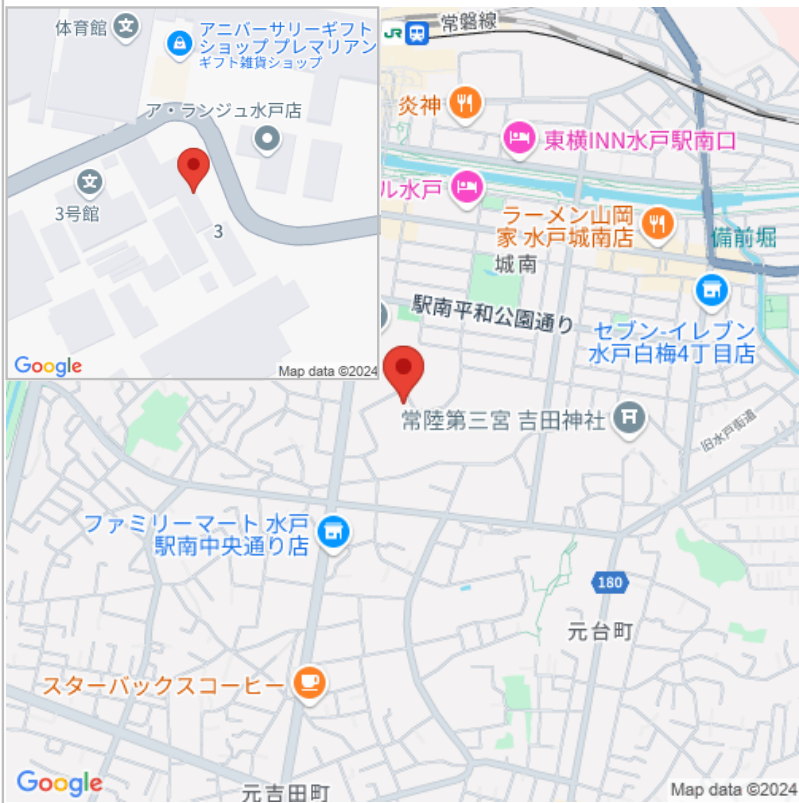 体育館
アニバーサリーギフト
ショップ プレマリアン
ギフト雑貨ショップ
ア・ランジュ水戸店
3号館
3
Google
Map data ©2024
JR
常磐線
炎神
東横INN水戸駅南口
ル水戸
ラーメン山岡
家 水戸城南店
備前堀
城南
駅南平和公園通り
セブン-イレブン
水戸白梅4丁目店
常陸第三宮 吉田神社
旧水戸街道
ファミリーマート 水戸
駅南中央通り店
180
元台町
スターバックスコーヒー
Google
元吉田町
Map data ©2024